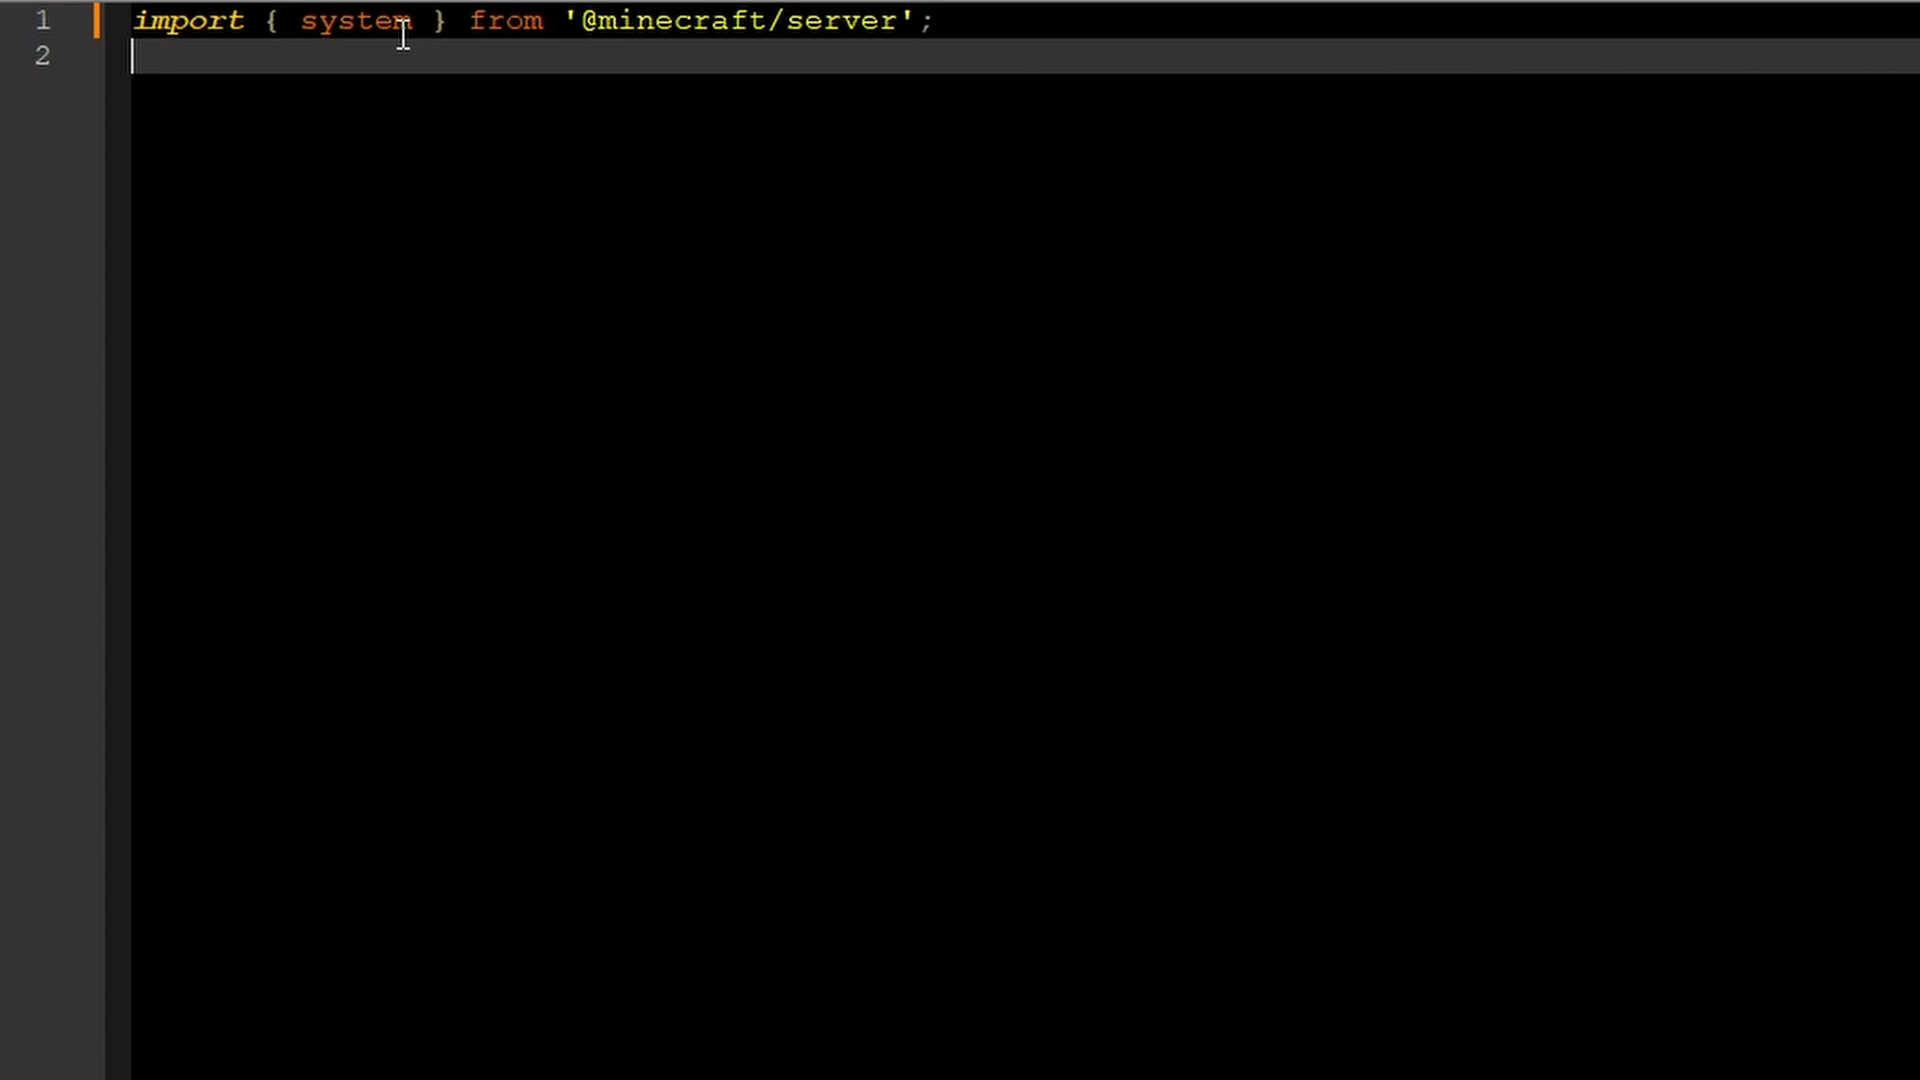 1 import { system } from '@minecraft/server';
2